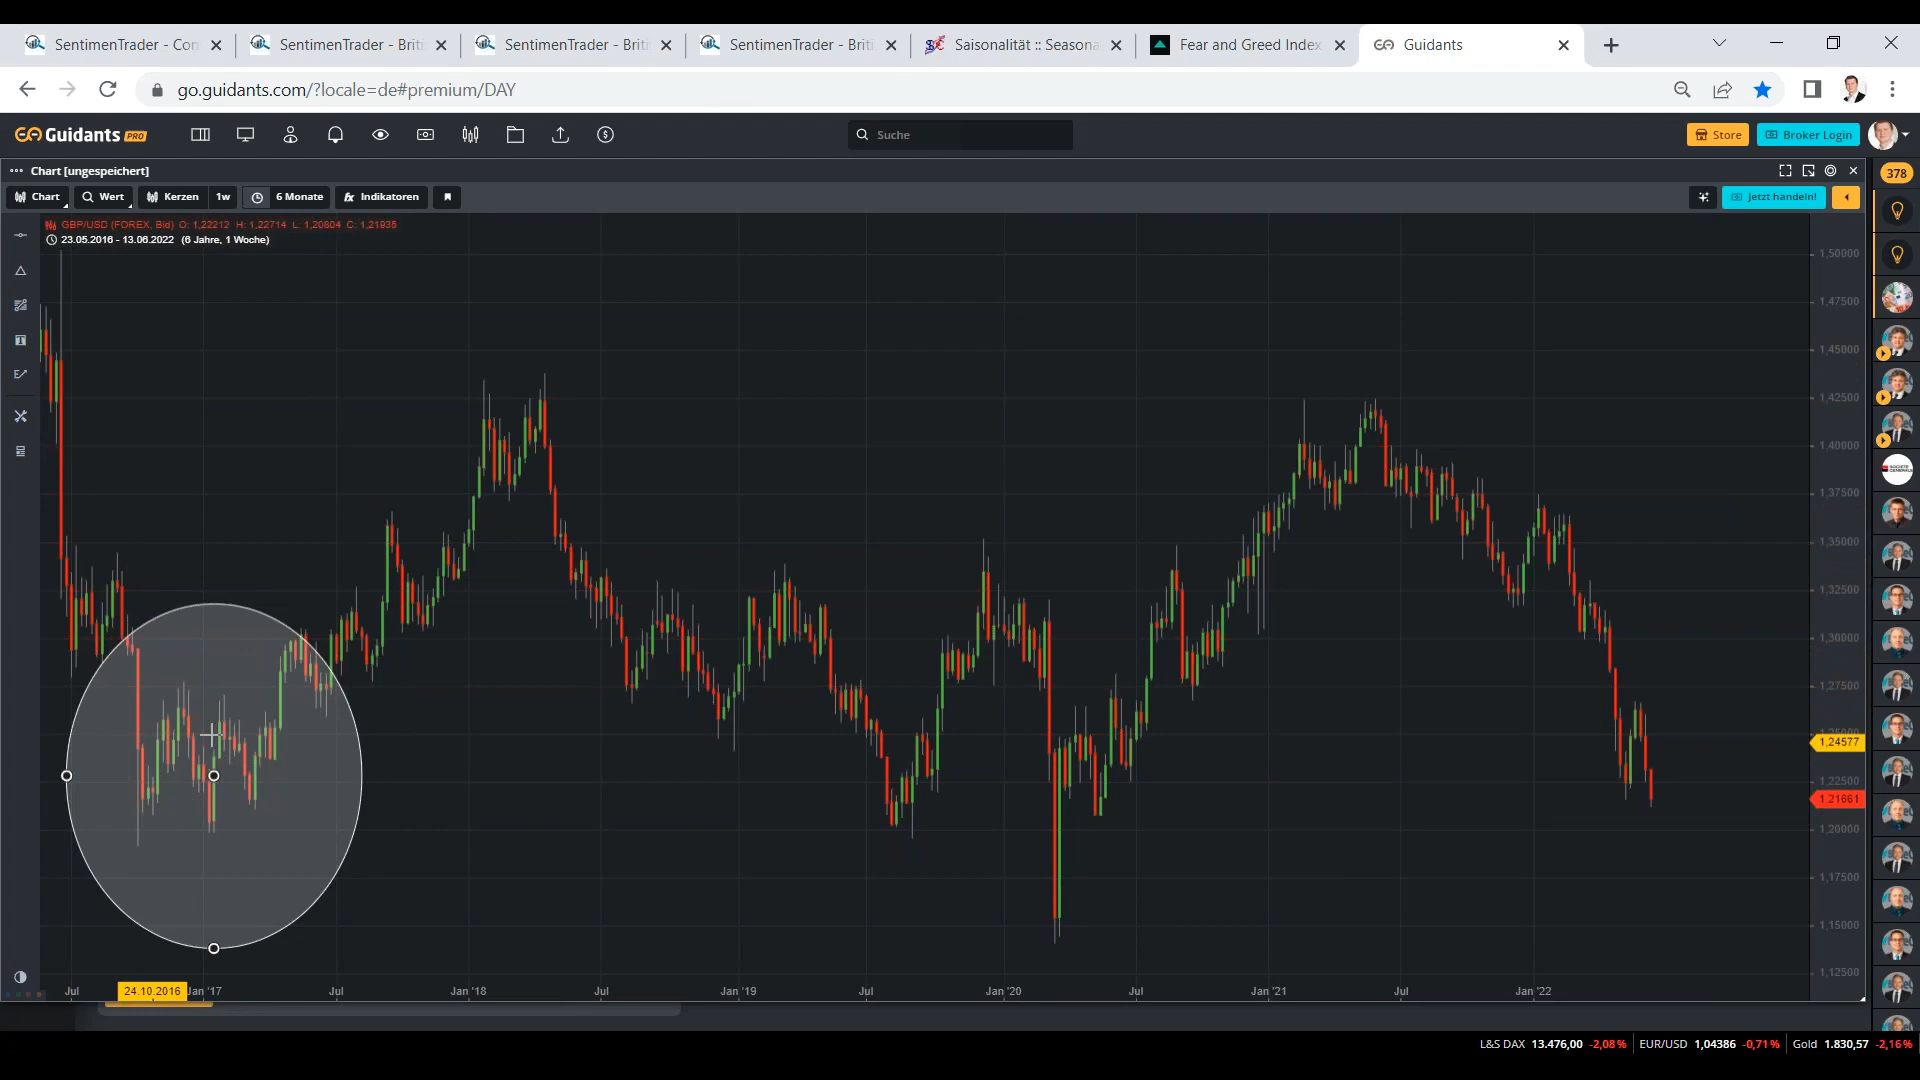 SentimenTrader - Con
SentimenTrader - Briti
SentimenTrader - Briti
SentimenTrader - Briti
Saisonalität :: Seasona
Fear and Greed Index
Guidants
go.guidants.com/?locale=de#premium/DAY
Guidants PRO
Suche
Store
Broker Login
Chart [ungespeichert]
378
Chart
Wert
Kerzen
1w
6 Monate
fx Indikatoren
Jetzt handeln!
GBP/USD (FOREX, Bid) O: 1,22212 H: 1,22714 L: 1,20804 C: 1,21935
23.05.2016 - 13.06.2022 (6 Jahre, 1 Woche)
1,50000
1,47500
1,45000
1,42500
1,40000
1,37500
1,35000
1,32500
1,30000
1,27500
1,24577
1,22500
1.21661
1,20000
1,17500
1,15000
1,12500
Jul
24.10.2016
Jan '17
Jul
Jan '18
Jul
Jan '19
Jul
Jan '20
Jul
Jan '21
Jul
Jan '22
L&S DAX 13.476,00 -2,08% EUR/USD 1,04386 -0,71% Gold 1.830,57 -2,16%